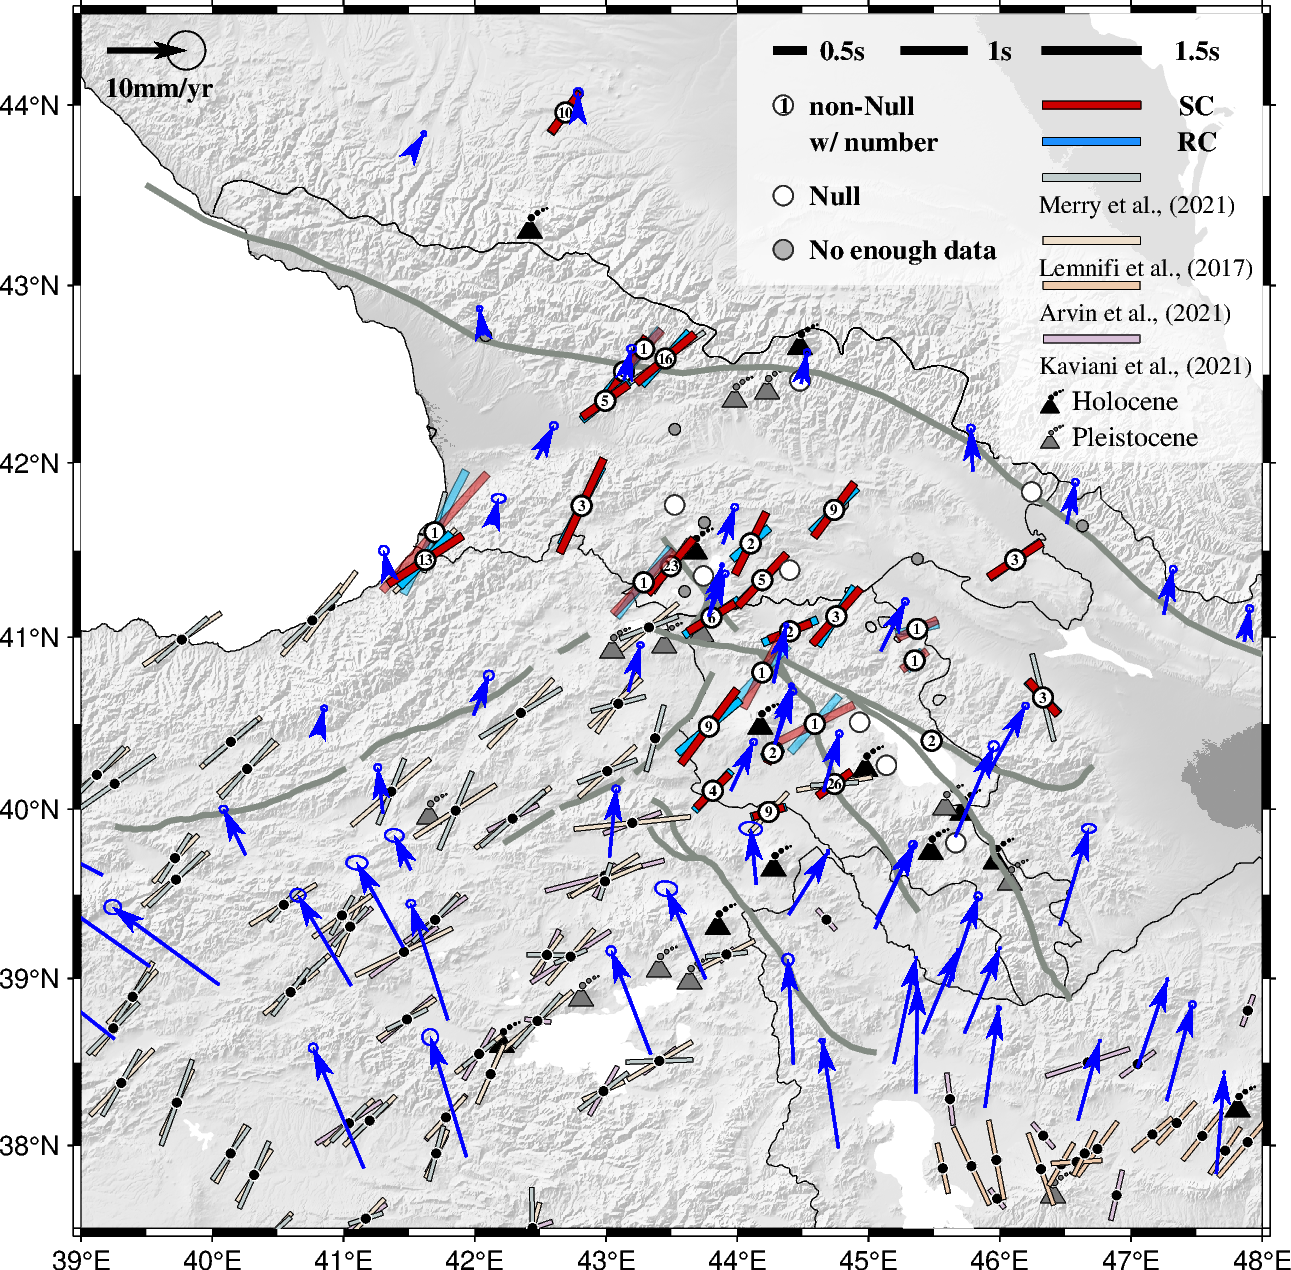 44°N
43°N
42°N
41°N
40°N
39°N
38°N
39°E
40°E
41°E
42°E
43°E
44°E
45°E
46°E
47°E
48°E
10mm/yr
0.5s 1s 1.5s
1 non-Null
w/ number
Null
No enough data
SC
RC
Merry et al., (2021)
Lemnifi et al., (2017)
Arvin et al., (2021)
Kaviani et al., (2021)
Holocene
Pleistocene
10
1
16
5
3
1
13
9
2
3
23
1
5
6
2
3
1
1
1
3
9
1
2
2
4
26
9